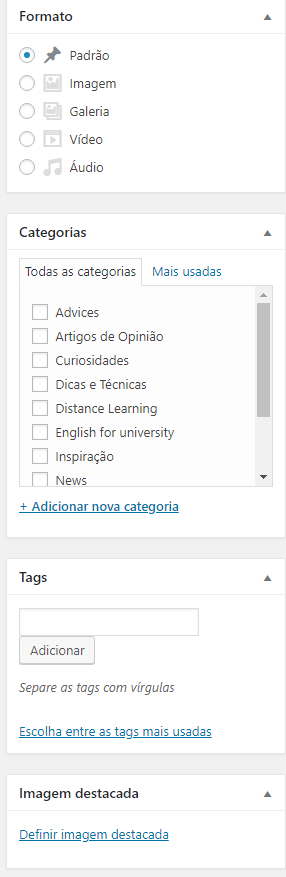 Formato
Padrão
Imagem
Galeria
Vídeo
Áudio
Categorias
Todas as categorias Mais usadas
Advices
Artigos de Opinião
Curiosidades
Dicas e Técnicas
Distance Learning
English for university
Inspiração
News
+ Adicionar nova categoria
Tags
Adicionar
Separe as tags com vírgulas
Escolha entre as tags mais usadas
Imagem destacada
Definir imagem destacada